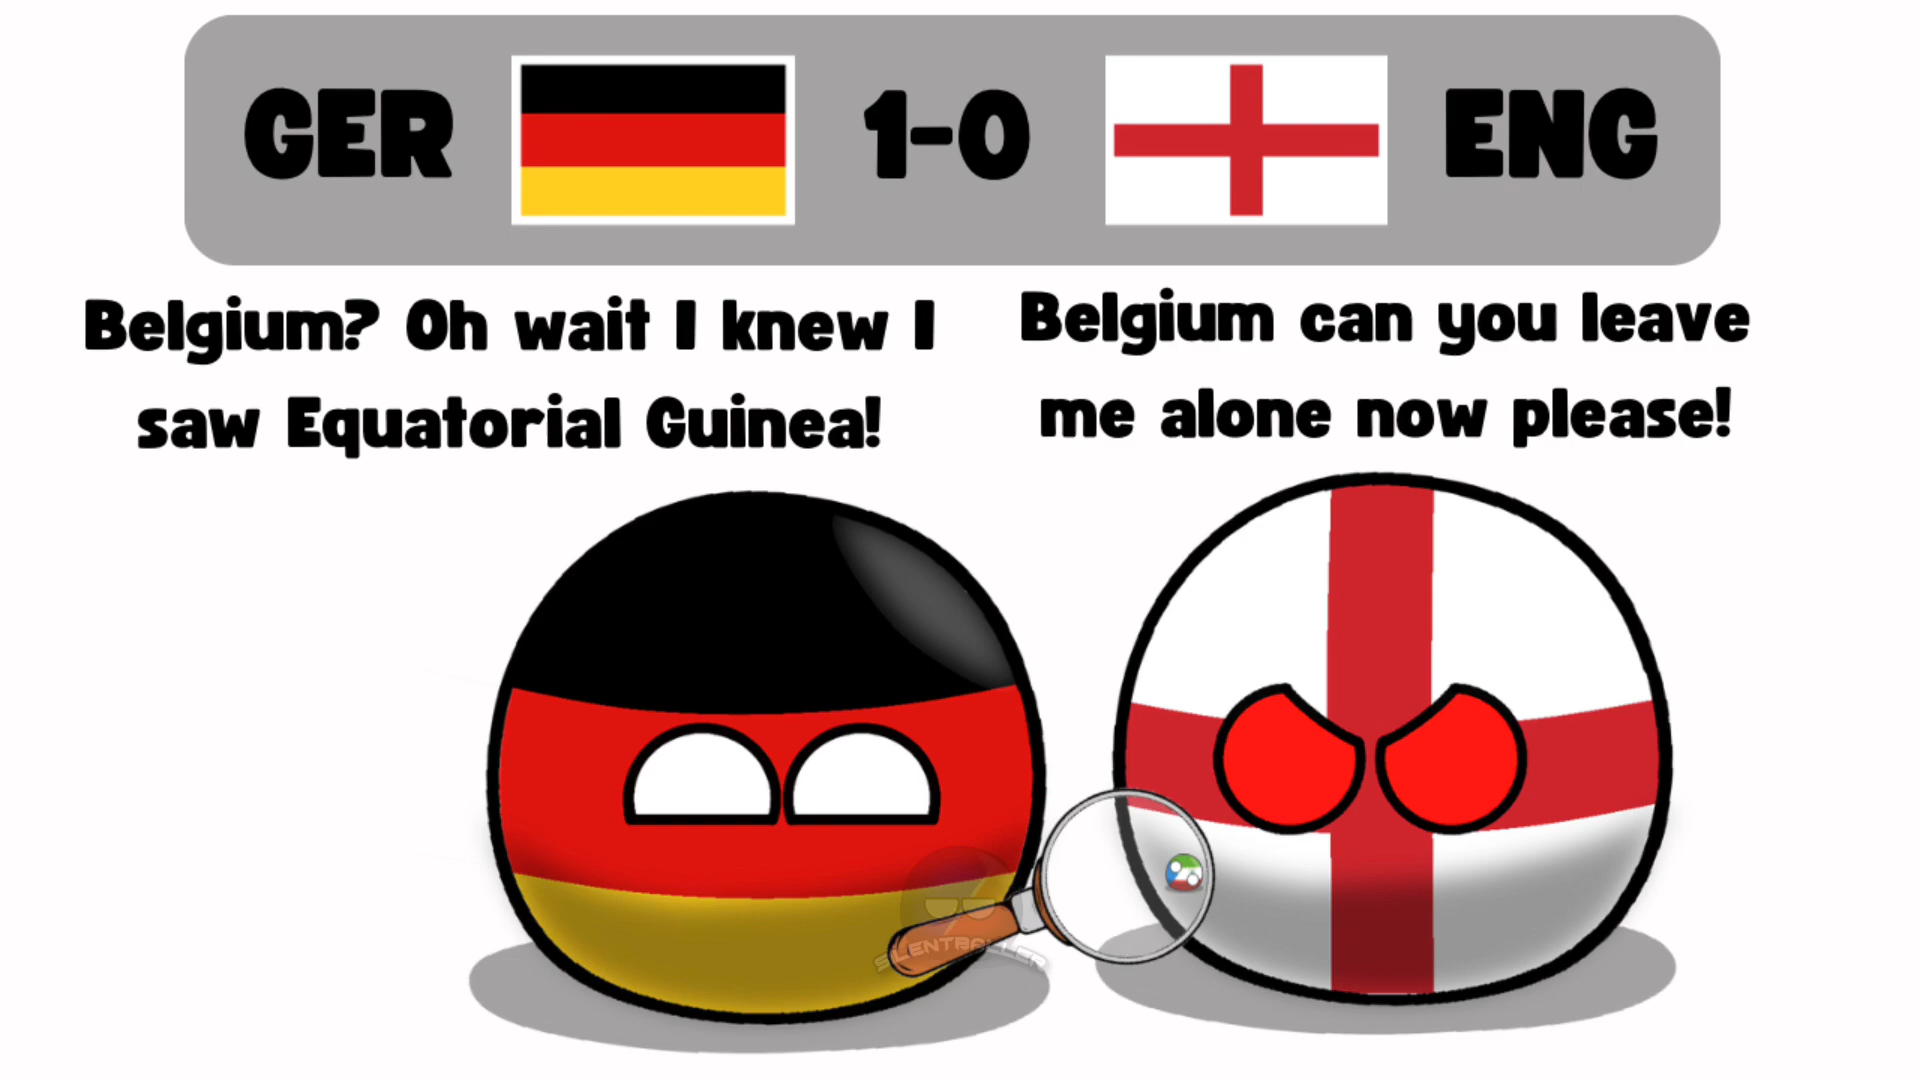 GER 1-0 ENG
Belgium? Oh wait I knew I
saw Equatorial Guinea!
Belgium can you leave
me alone now please!
SILENTBALLER